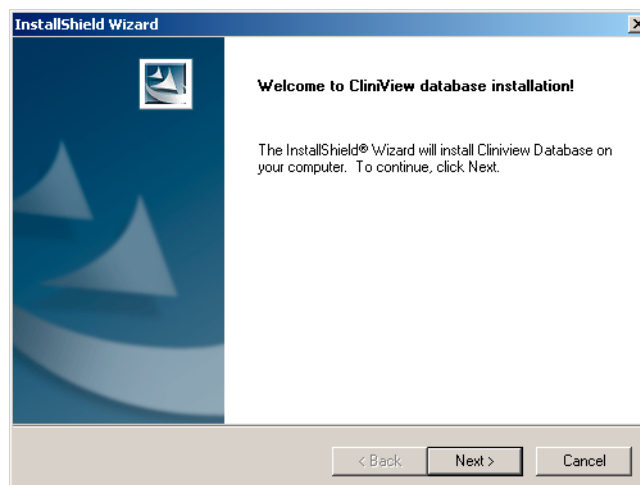 InstallShield Wizard
Welcome to CliniView database installation!
The InstallShield® Wizard will install Cliniview Database on
your computer.  To continue, click Next.
< Back
Next >
Cancel